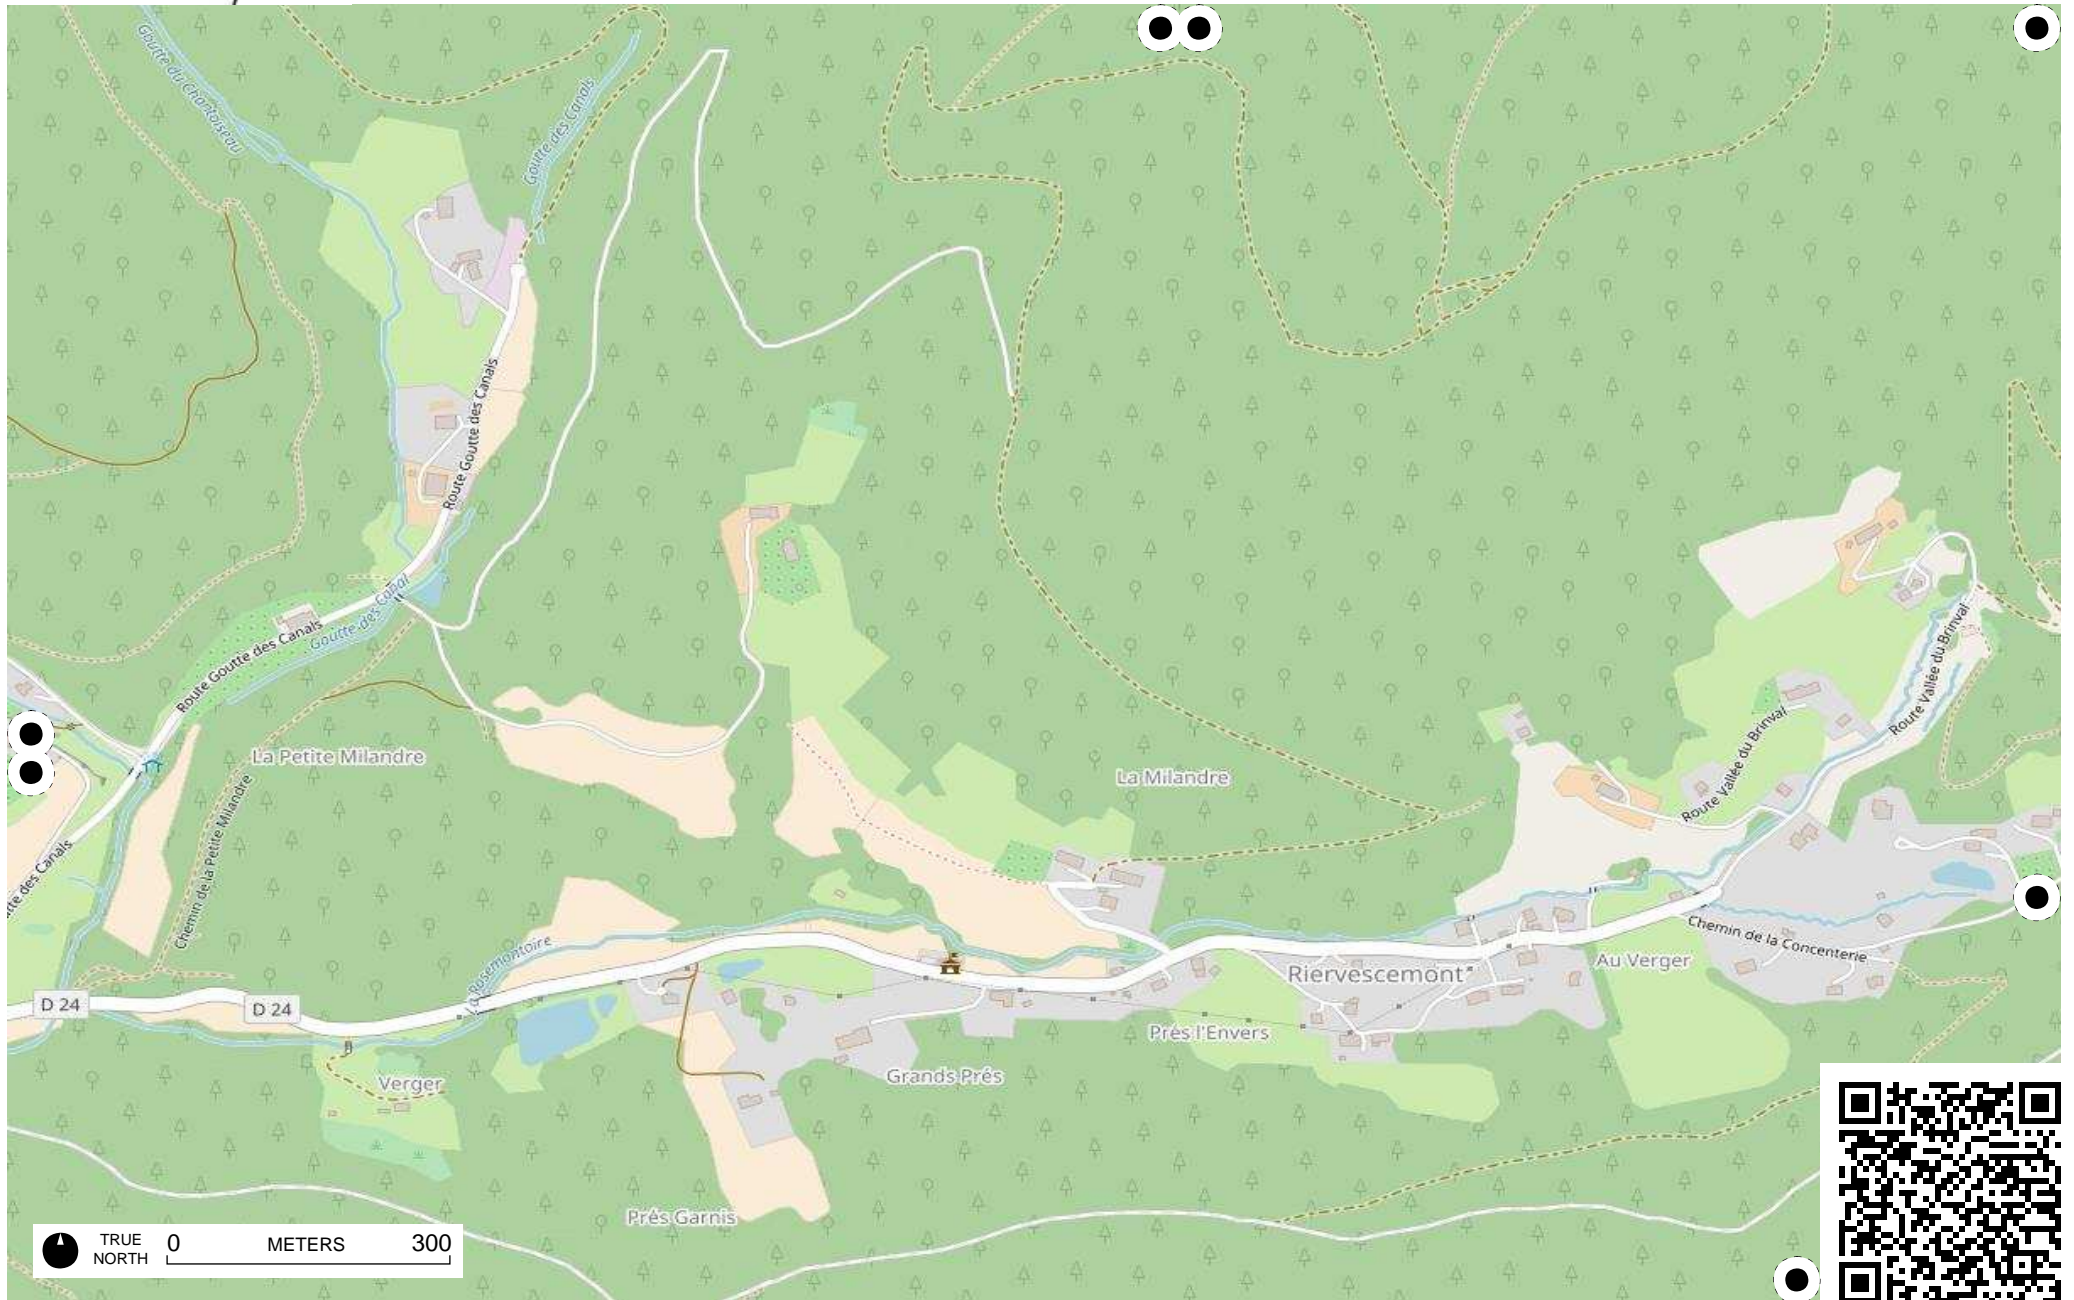 Goutte du Chantoiseau
Goutte des Canals
Route Goutte des Canals
Goutte des Canal
Route Goutte des Canals
La Petite Milandre
La Milandre
Route Vallée du Brinval
Route Vallée du Brinval
Chemin de la Petite Milandre
des Canals
La Rosemontoire
Chemin de la Concenterie
Au Verger
Riervescemont
D 24
D 24
Prés l'Envers
Grands Prés
Verger
Prés Garnis
TRUE
NORTH
0 METERS 300